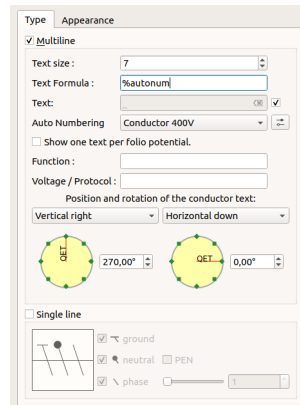 Type Appearance
Multiline
Text size : 7
Text Formula : %autonum
Text: _
Auto Numbering Conductor 400V
Show one text per folio potential.
Function :
Voltage / Protocol :
Position and rotation of the conductor text:
Vertical right Horizontal down
QET 270,00° QET 0,00°
Single line
ground
neutral PEN
phase 1